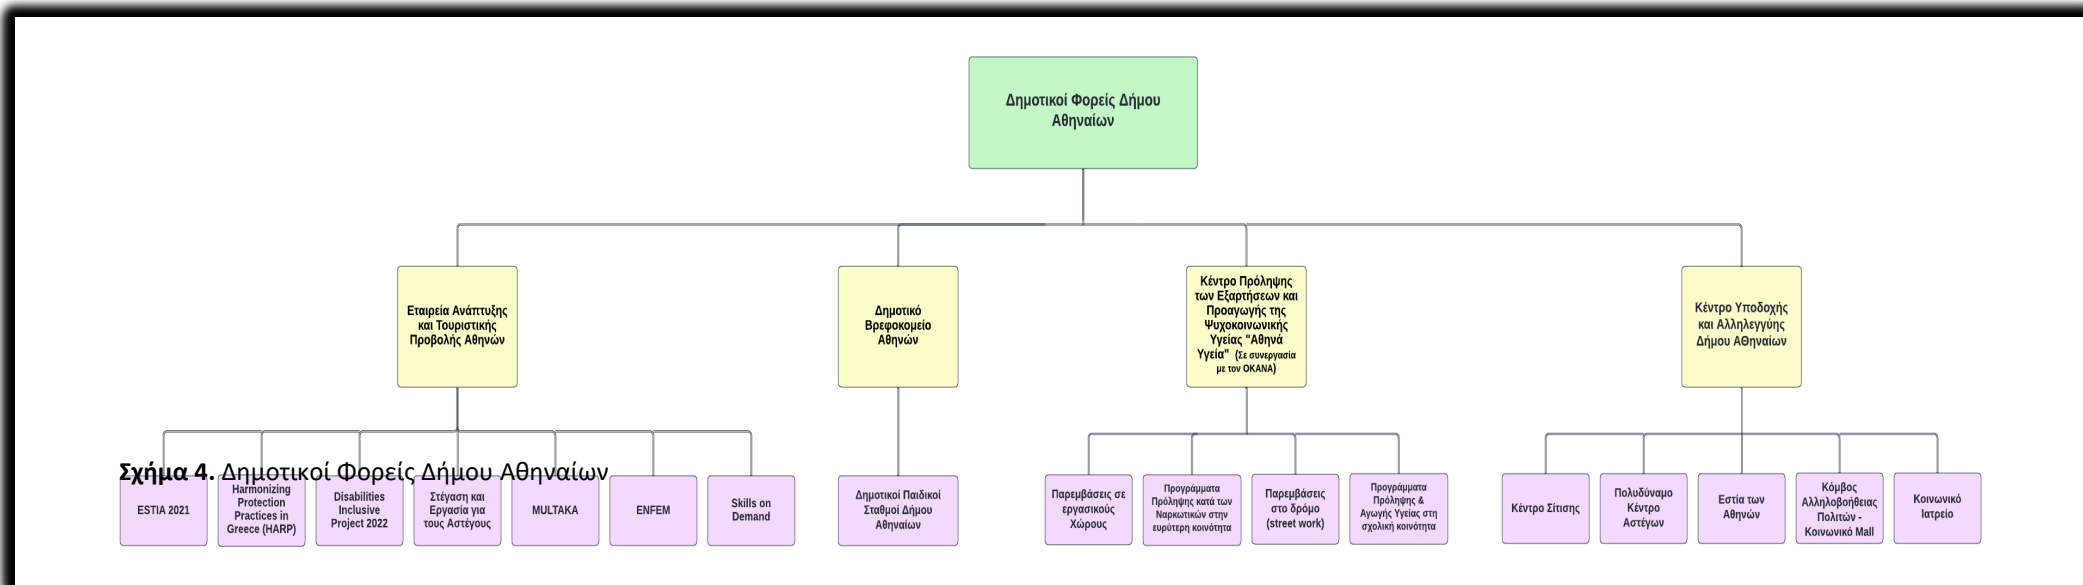 Δημοτικοί Φορείς Δήμου
Αθηναίων
Εταιρεία Ανάπτυξης
και Τουριστικής
Προβολής Αθηνών
Δημοτικό
Βρεφοκομείο
Αθηνών
Κέντρο Πρόληψης
των Εξαρτήσεων και
Προαγωγής της
Ψυχοκοινωνικής
Υγείας "Αθηνά
Υγεία" (Σε συνεργασία
με τον ΟΚΑΝΑ)
Κέντρο Υποδοχής
και Αλληλεγγύης
Δήμου ΑΘηναίων
Σχήμα 4. Δημοτικοί Φορείς Δήμου Αθηναίων
ESTIA 2021
Harmonizing
Protection
Practices in
Greece (HARP)
Disabilities
Inclusive
Project 2022
Στέγαση και
Εργασία για
τους Αστέγους
MULTAKA
ENFEM
Skills on
Demand
Δημοτικοί Παιδικοί
Σταθμοί Δήμου
Αθηναίων
Παρεμβάσεις σε
εργασικούς
Χώρους
Προγράμματα
Πρόληψης κατά των
Ναρκωτικών στην
ευρύτερη κοινότητα
Παρεμβάσεις
στο δρόμο
(street work)
Προγράμματα
Πρόληψης &
Αγωγής Υγείας στη
σχολική κοινότητα
Κέντρο Σίτισης
Πολυδύναμο
Κέντρο
Αστέγων
Εστία των
Αθηνών
Κόμβος
Αλληλοβοήθειας
Πολιτών -
Κοινωνικό Mall
Κοινωνικό
Ιατρείο